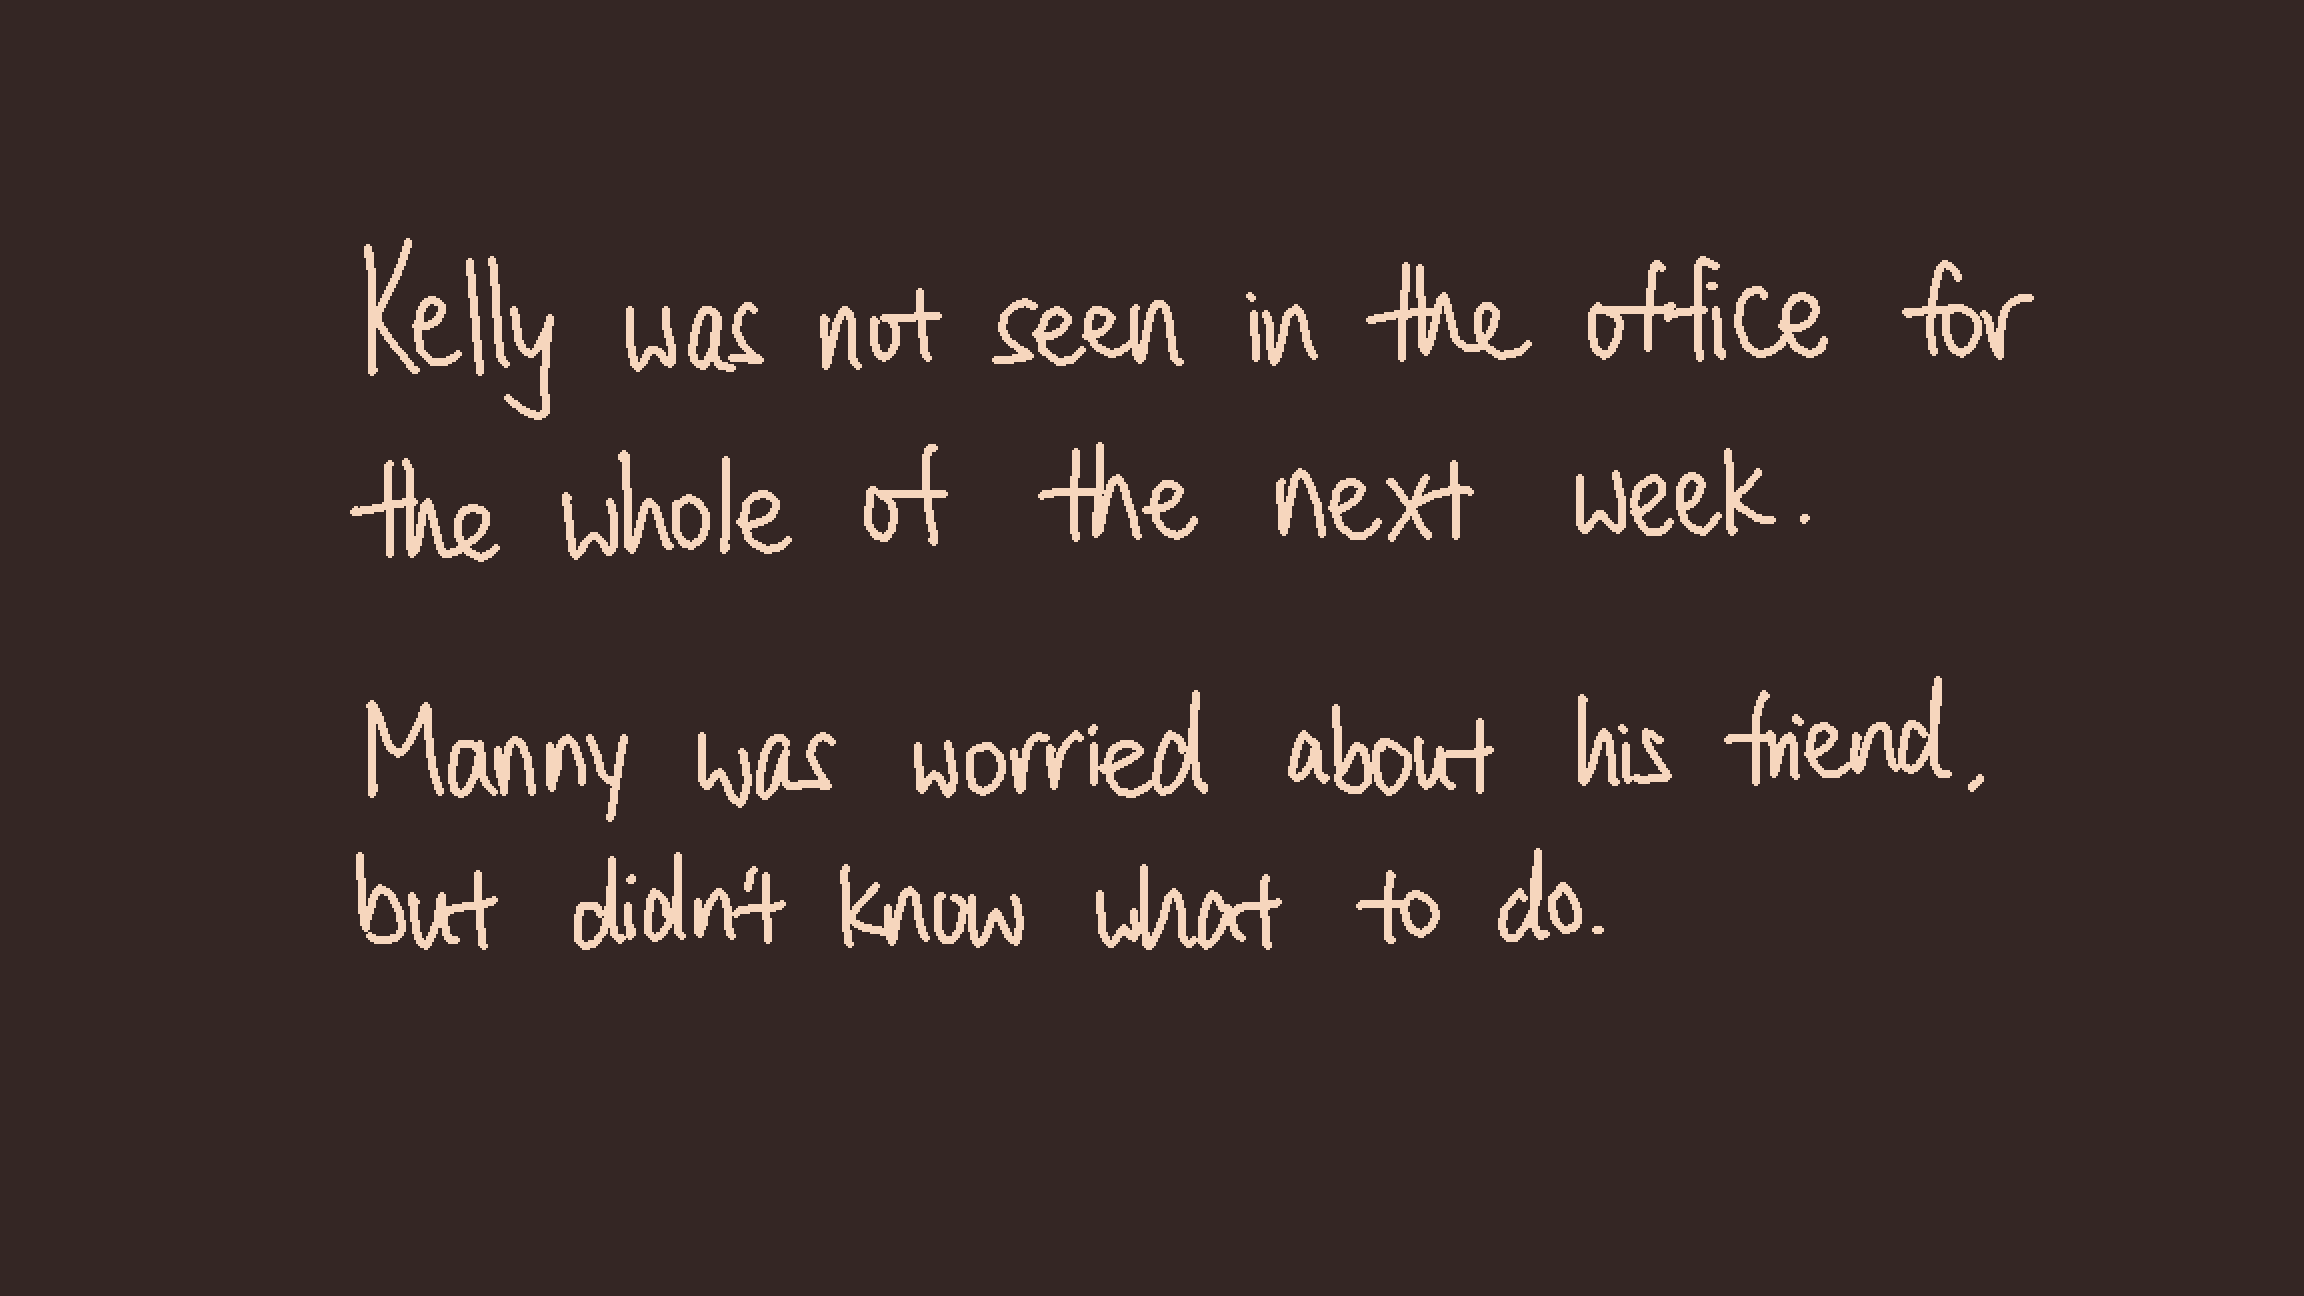 Kelly was not seen in the office for
the whole of the next week.
Manny was worried about his friend,
but didn't know what to do.